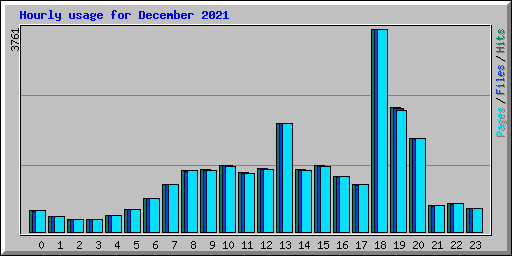 Hourly usage for December 2021
3761
Pages/Files/Hits
0 1 2 3 4 5 6 7 8 9 10 11 12 13 14 15 16 17 18 19 20 21 22 23